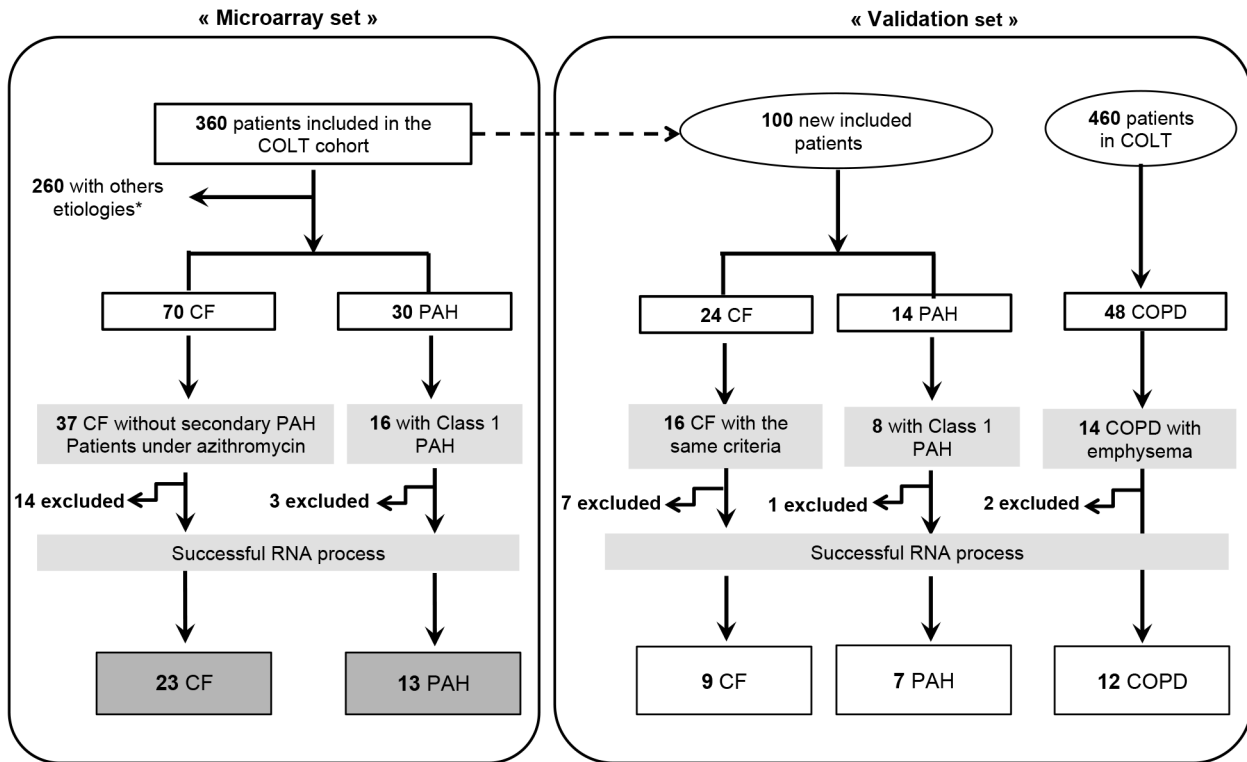 « Microarray set »
« Validation set »
360 patients included in the
COLT cohort
100 new included
patients
460 patients
in COLT
260 with others
etiologies*
70 CF
30 PAH
24 CF
14 PAH
48 COPD
37 CF without secondary PAH
Patients under azithromycin
16 with Class 1
PAH
16 CF with the
same criteria
8 with Class 1
PAH
14 COPD with
emphysema
14 excluded
3 excluded
7 excluded
1 excluded
2 excluded
Successful RNA process
Successful RNA process
23 CF
13 PAH
9 CF
7 PAH
12 COPD